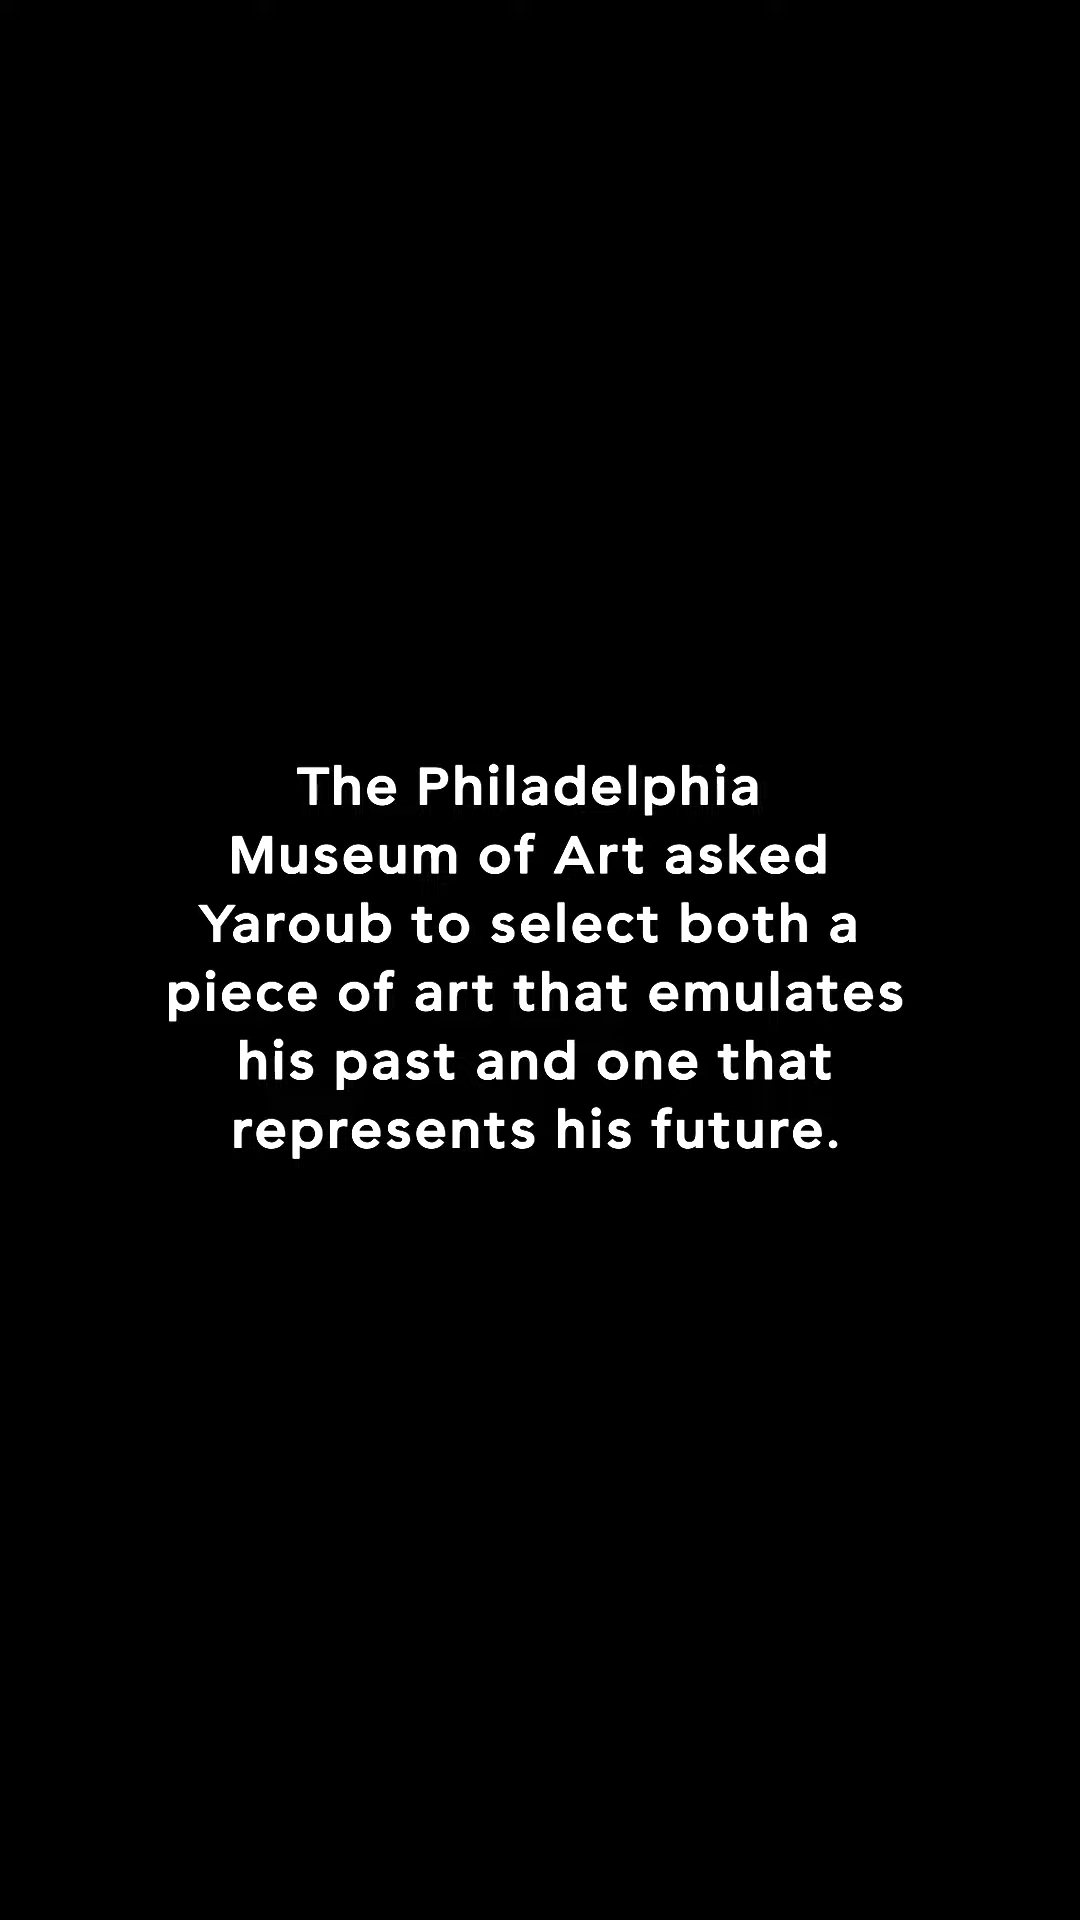 The Philadelphia
Museum of Art asked
Yaroub to select both a
piece of art that emulates
his past and one that
represents his future.